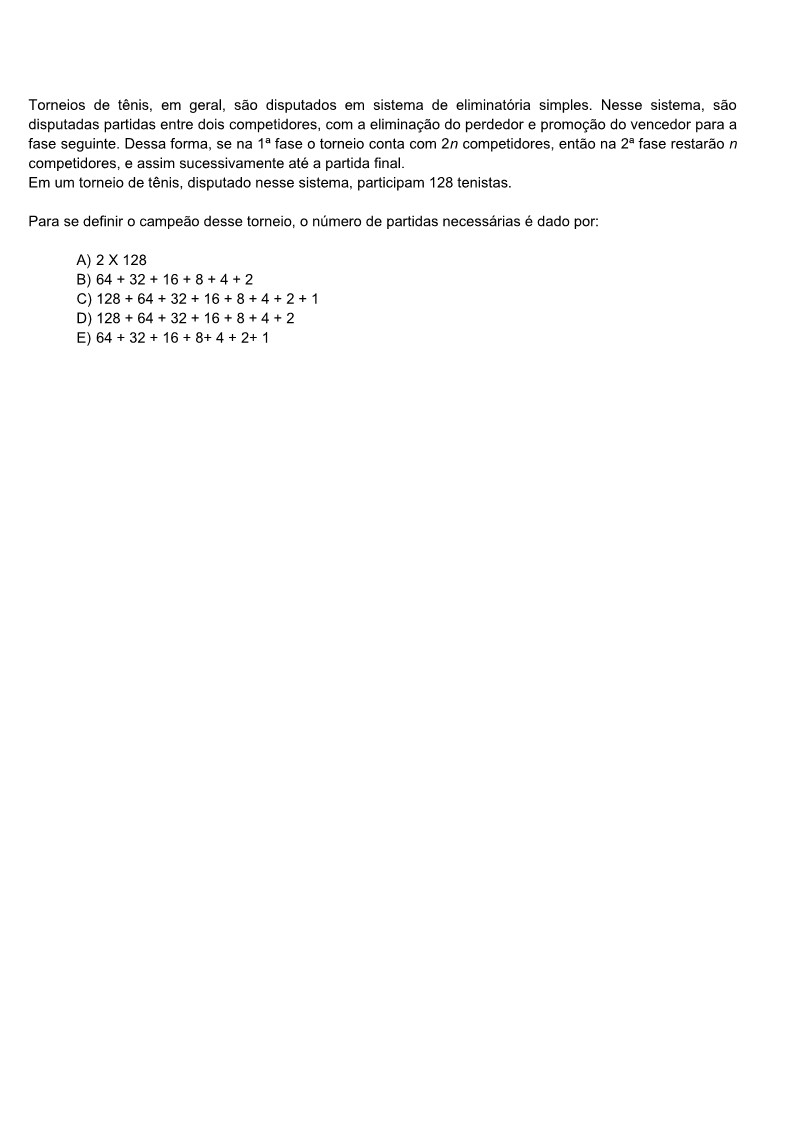 Torneios de tênis, em geral, são disputados em sistema de eliminatória simples. Nesse sistema, são
disputadas partidas entre dois competidores, com a eliminação do perdedor e promoção do vencedor para a
fase seguinte. Dessa forma, se na 1ª fase o torneio conta com 2n competidores, então na 2ª fase restarão n
competidores, e assim sucessivamente até a partida final.
Em um torneio de tênis, disputado nesse sistema, participam 128 tenistas.
Para se definir o campeão desse torneio, o número de partidas necessárias é dado por:
A) 2 X 128
B) 64 + 32 + 16 + 8 + 4 + 2
C) 128 + 64 + 32 + 16 + 8 + 4 + 2 + 1
D) 128 + 64 + 32 + 16 + 8 + 4 + 2
E) 64 + 32 + 16 + 8+ 4 + 2+ 1